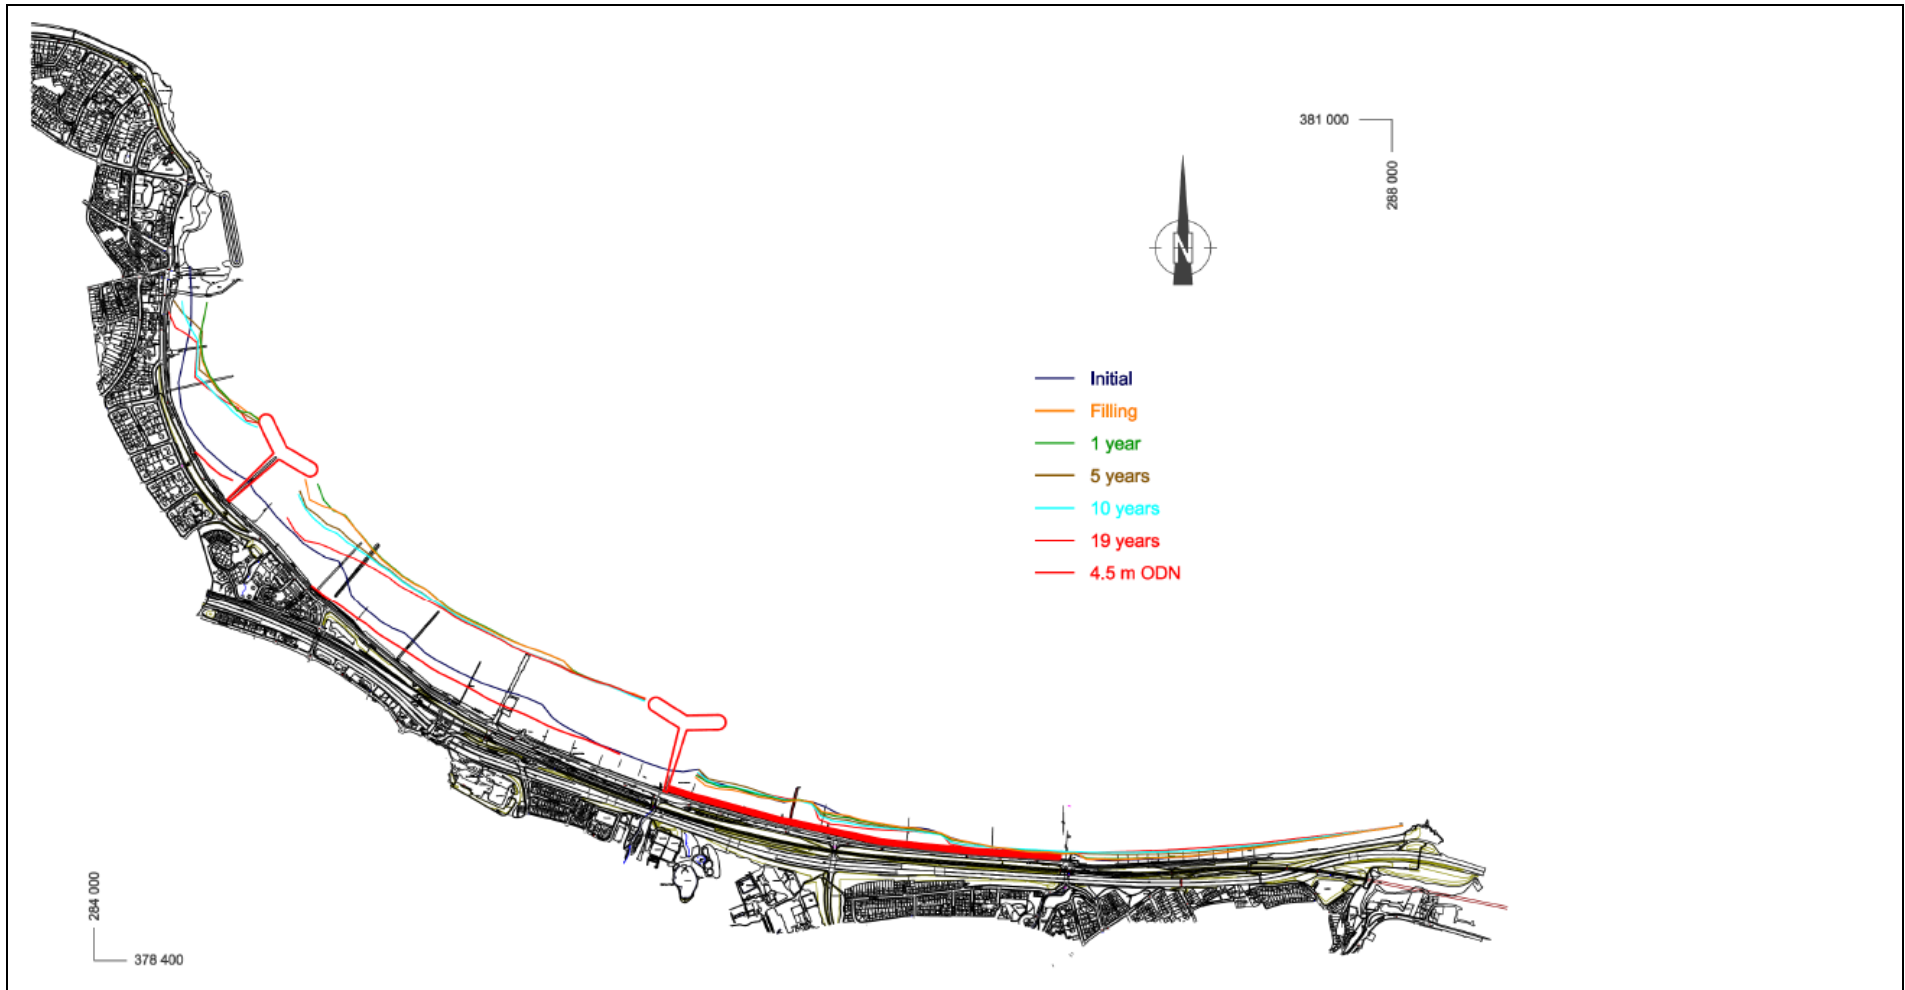 381 000
288 000
N
Initial
Filling
1 year
5 years
10 years
19 years
4.5 m ODN
284 000
378 400